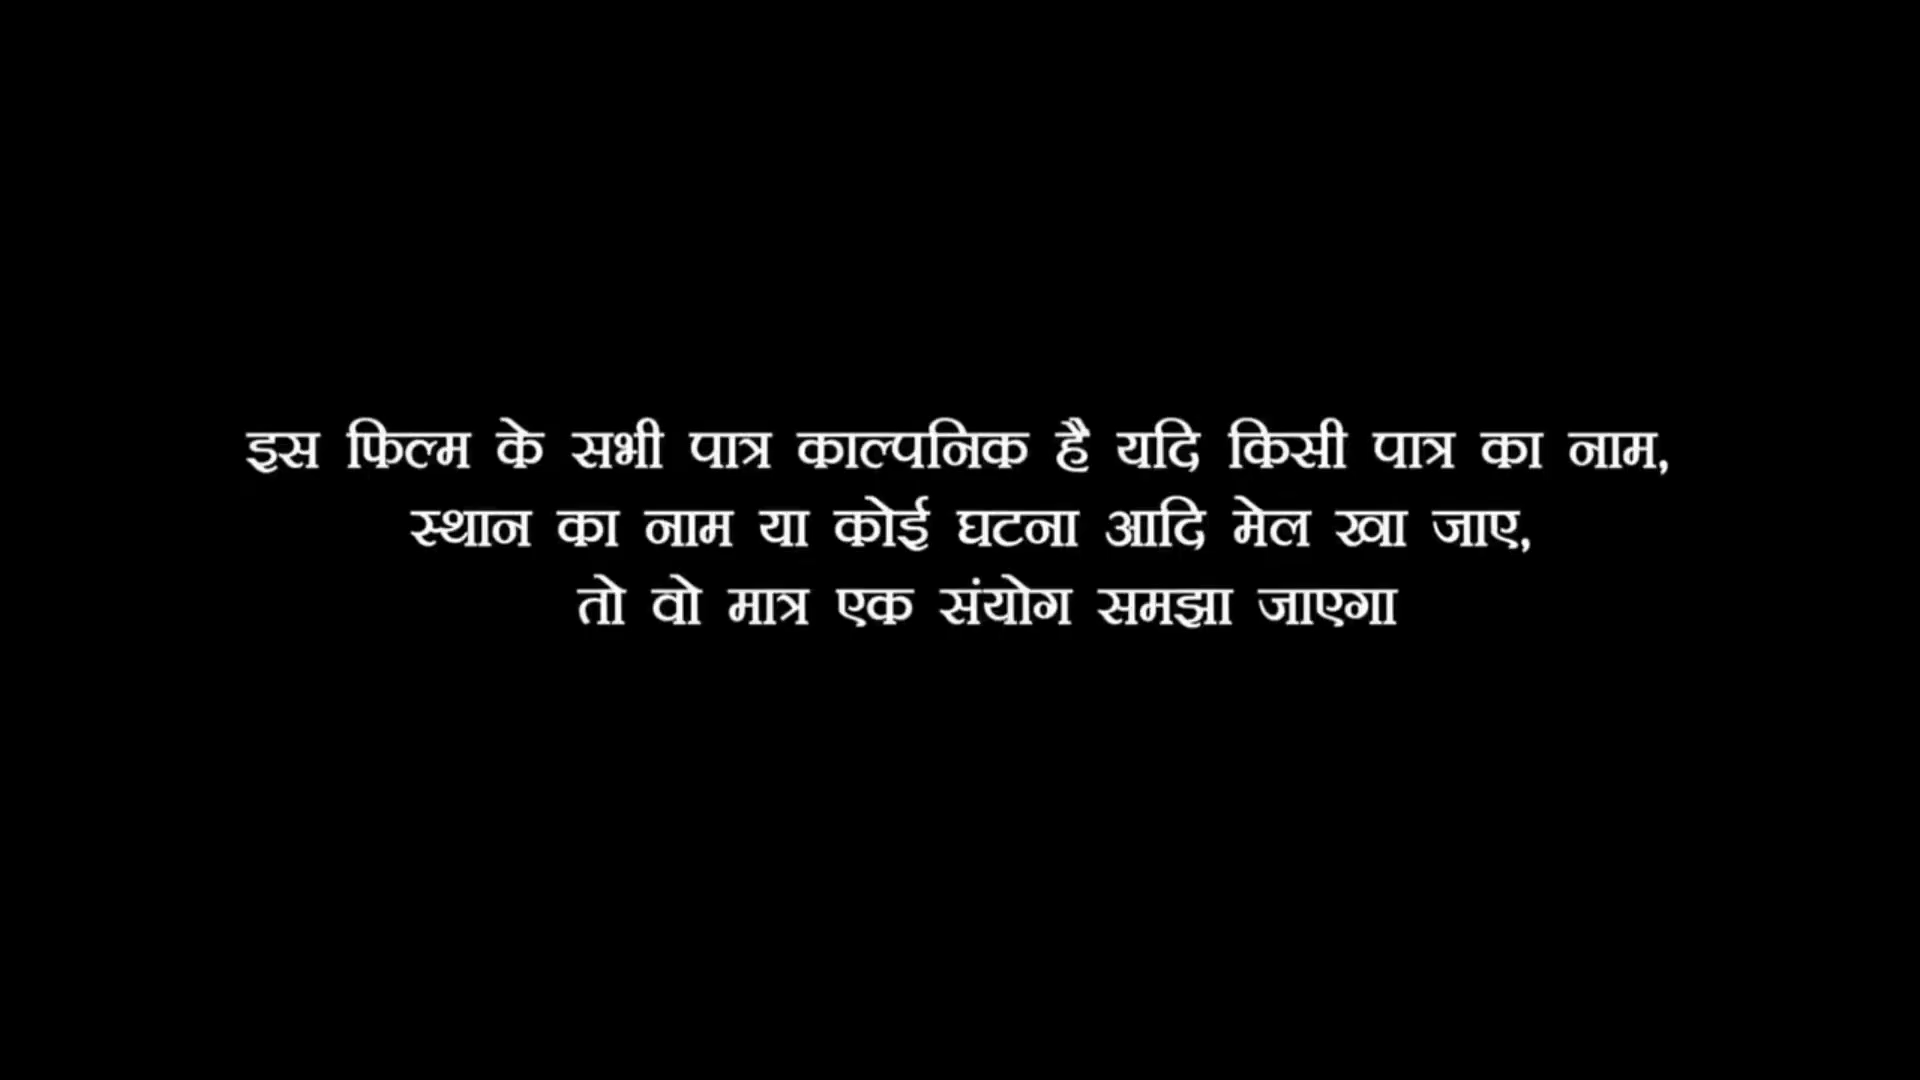 इस फिल्म के सभी पात्र काल्पनिक है यदि किसी पात्र का नाम,
स्थान का नाम या कोई घटना आदि मेल खा जाए,
तो वो मात्र एक संयोग समझा जाएगा